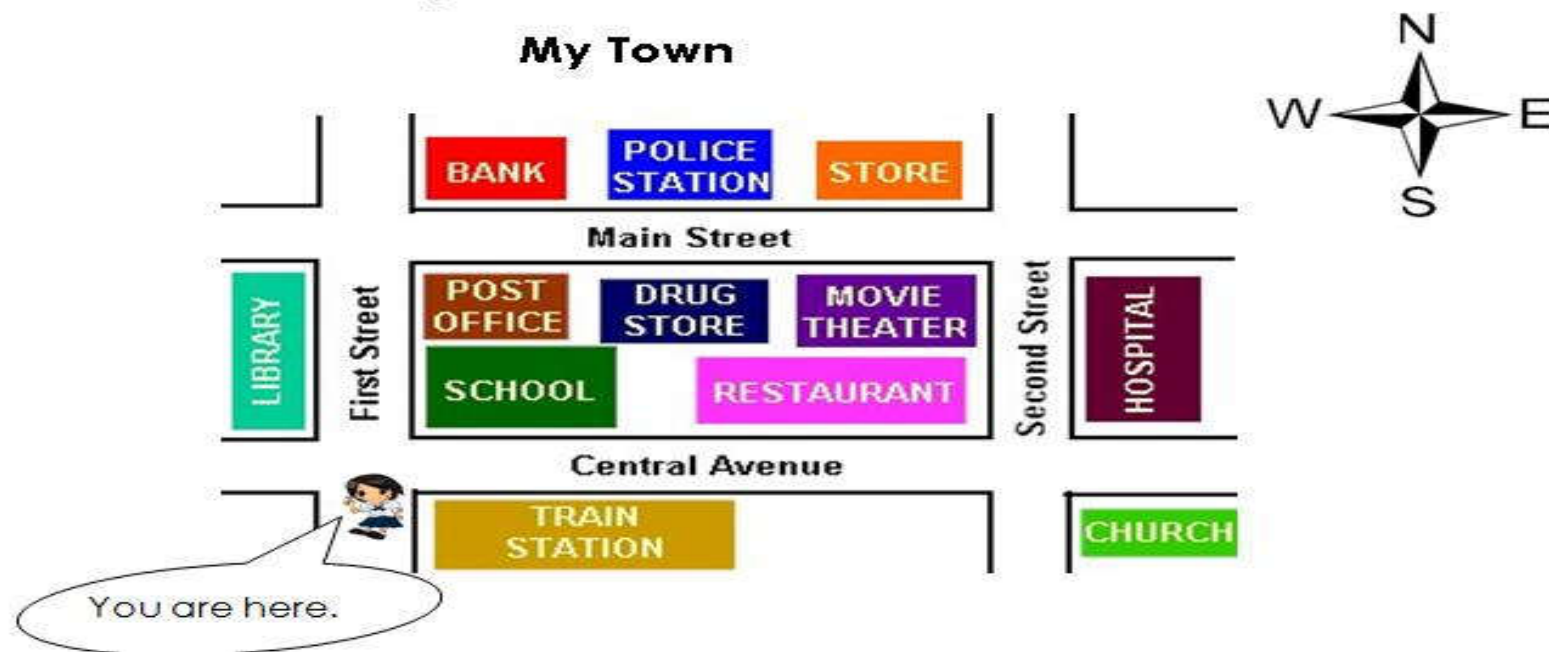 My Town
N
W
E
S
BANK
POLICE
STATION
STORE
Main Street
LIBRARY
First Street
POST
OFFICE
DRUG
STORE
MOVIE
THEATER
SCHOOL
RESTAURANT
Second Street
HOSPITAL
Central Avenue
TRAIN
STATION
CHURCH
You are here.